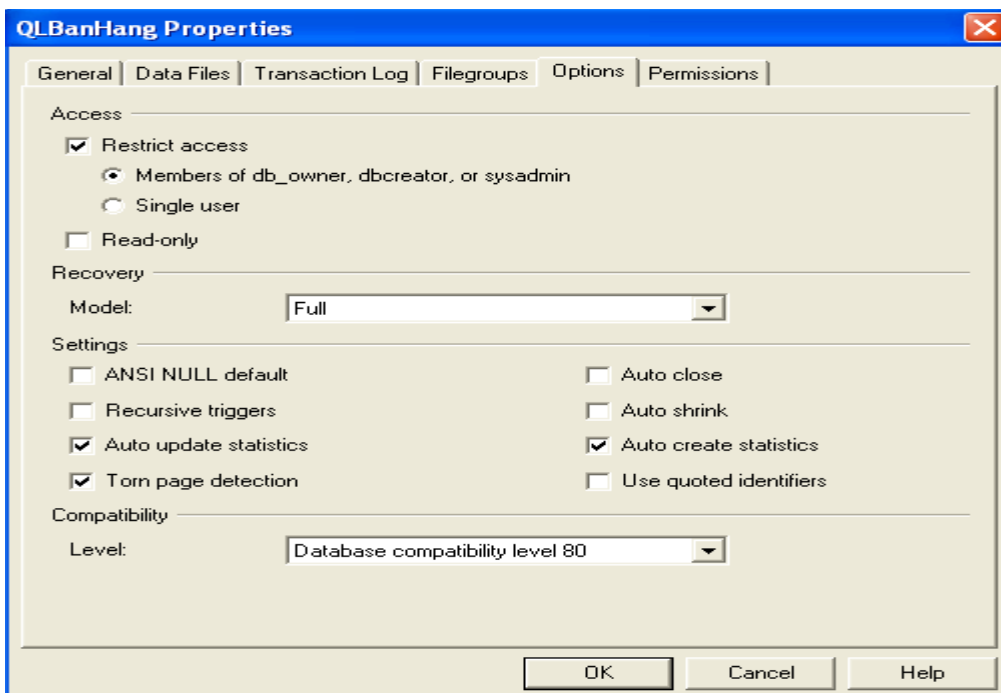 QLBanHang Properties
General Data Files Transaction Log Filegroups Options Permissions
Access
Restrict access
Members of db_owner, dbcreator, or sysadmin
Single user
Read-only
Recovery
Model: Full
Settings
ANSI NULL default Auto close
Recursive triggers Auto shrink
Auto update statistics Auto create statistics
Torn page detection Use quoted identifiers
Compatibility
Level: Database compatibility level 80
OK Cancel Help